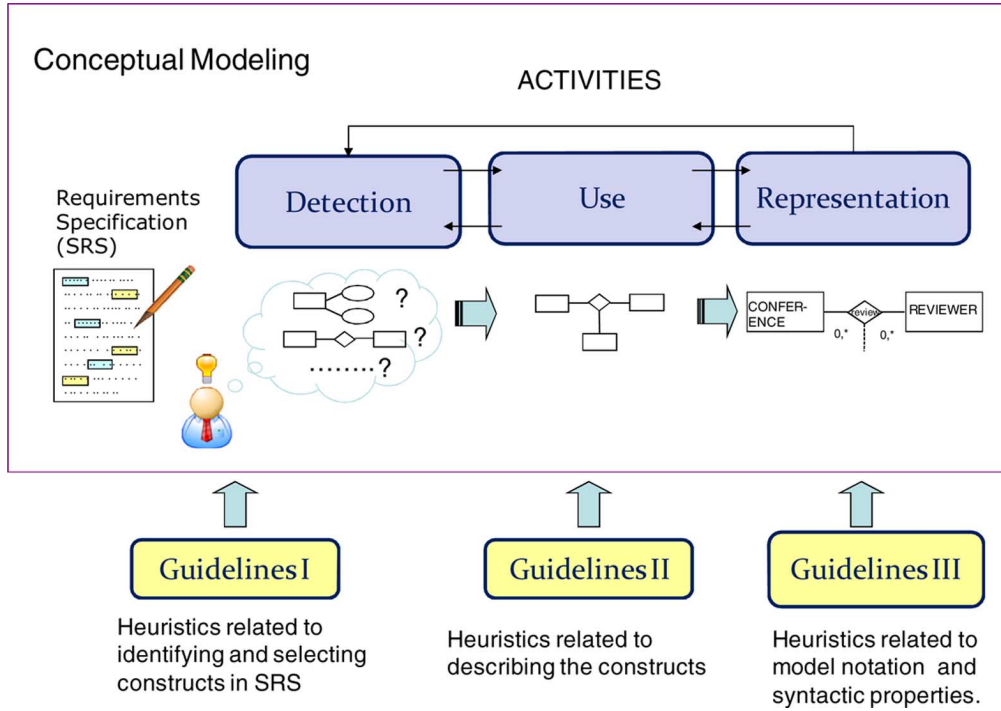 Conceptual Modeling
ACTIVITIES
Requirements
Specification
(SRS)
Detection
Use
Representation
?
?
........?
CONFER-
ENCE
review
REVIEWER
0,*
0,*
Guidelines I
Guidelines II
Guidelines III
Heuristics related to
identifying and selecting
constructs in SRS
Heuristics related to
describing the constructs
Heuristics related to
model notation and
syntactic properties.